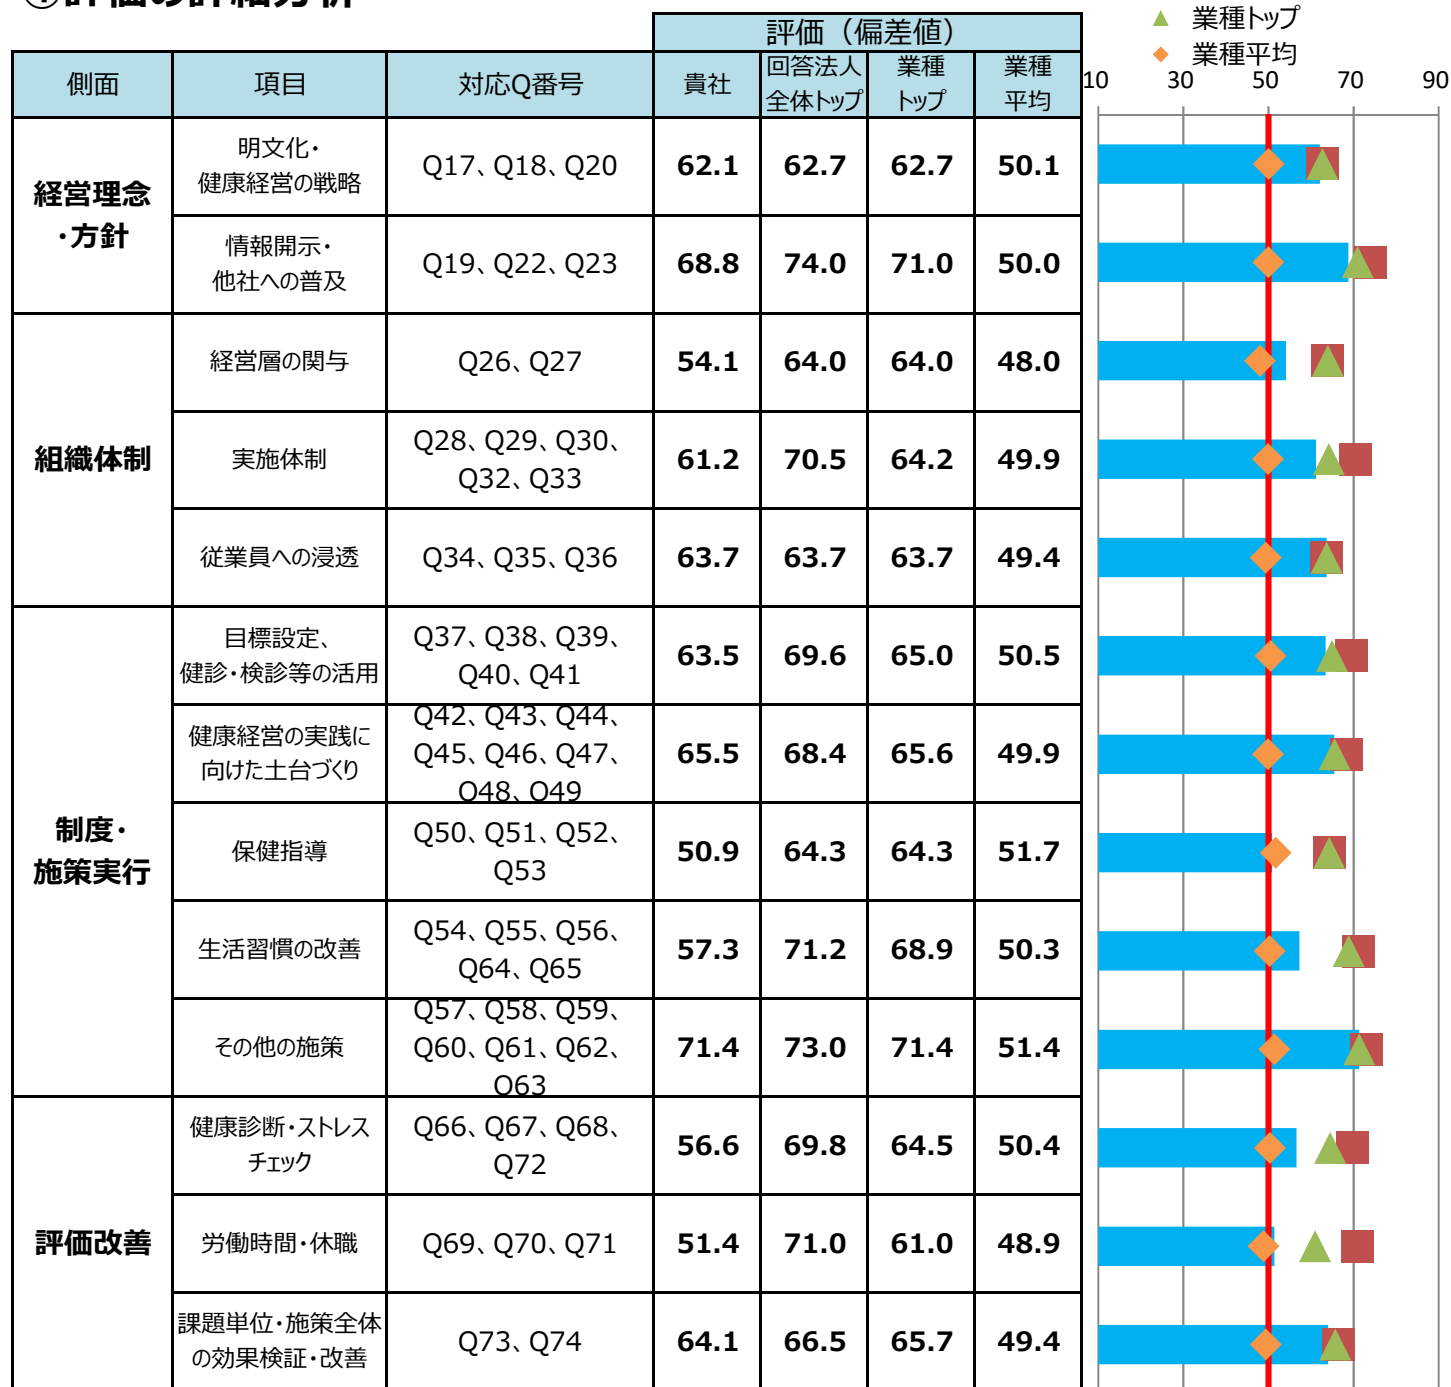 ①評価の詳細分析
▲ 業種トップ
◆ 業種平均
評価（偏差値）
側面 項目 対応Q番号 貴社 回答法人 業種 業種
全体トップ トップ 平均
10 30 50 70 90
経営理念
・方針
明文化・
健康経営の戦略
Q17、Q18、Q20 62.1 62.7 62.7 50.1
情報開示・
他社への普及
Q19、Q22、Q23 68.8 74.0 71.0 50.0
組織体制
経営層の関与 Q26、Q27 54.1 64.0 64.0 48.0
実施体制
Q28、Q29、Q30、
Q32、Q33
61.2 70.5 64.2 49.9
従業員への浸透 Q34、Q35、Q36 63.7 63.7 63.7 49.4
制度・
施策実行
目標設定、
健診・検診等の活用
Q37、Q38、Q39、
Q40、Q41
63.5 69.6 65.0 50.5
健康経営の実践に
向けた土台づくり
Q42、Q43、Q44、
Q45、Q46、Q47、
Q48、Q49
65.5 68.4 65.6 49.9
保健指導
Q50、Q51、Q52、
Q53
50.9 64.3 64.3 51.7
生活習慣の改善
Q54、Q55、Q56、
Q64、Q65
57.3 71.2 68.9 50.3
その他の施策
Q57、Q58、Q59、
Q60、Q61、Q62、
Q63
71.4 73.0 71.4 51.4
評価改善
健康診断・ストレス
チェック
Q66、Q67、Q68、
Q72
56.6 69.8 64.5 50.4
労働時間・休職 Q69、Q70、Q71 51.4 71.0 61.0 48.9
課題単位・施策全体
の効果検証・改善
Q73、Q74 64.1 66.5 65.7 49.4